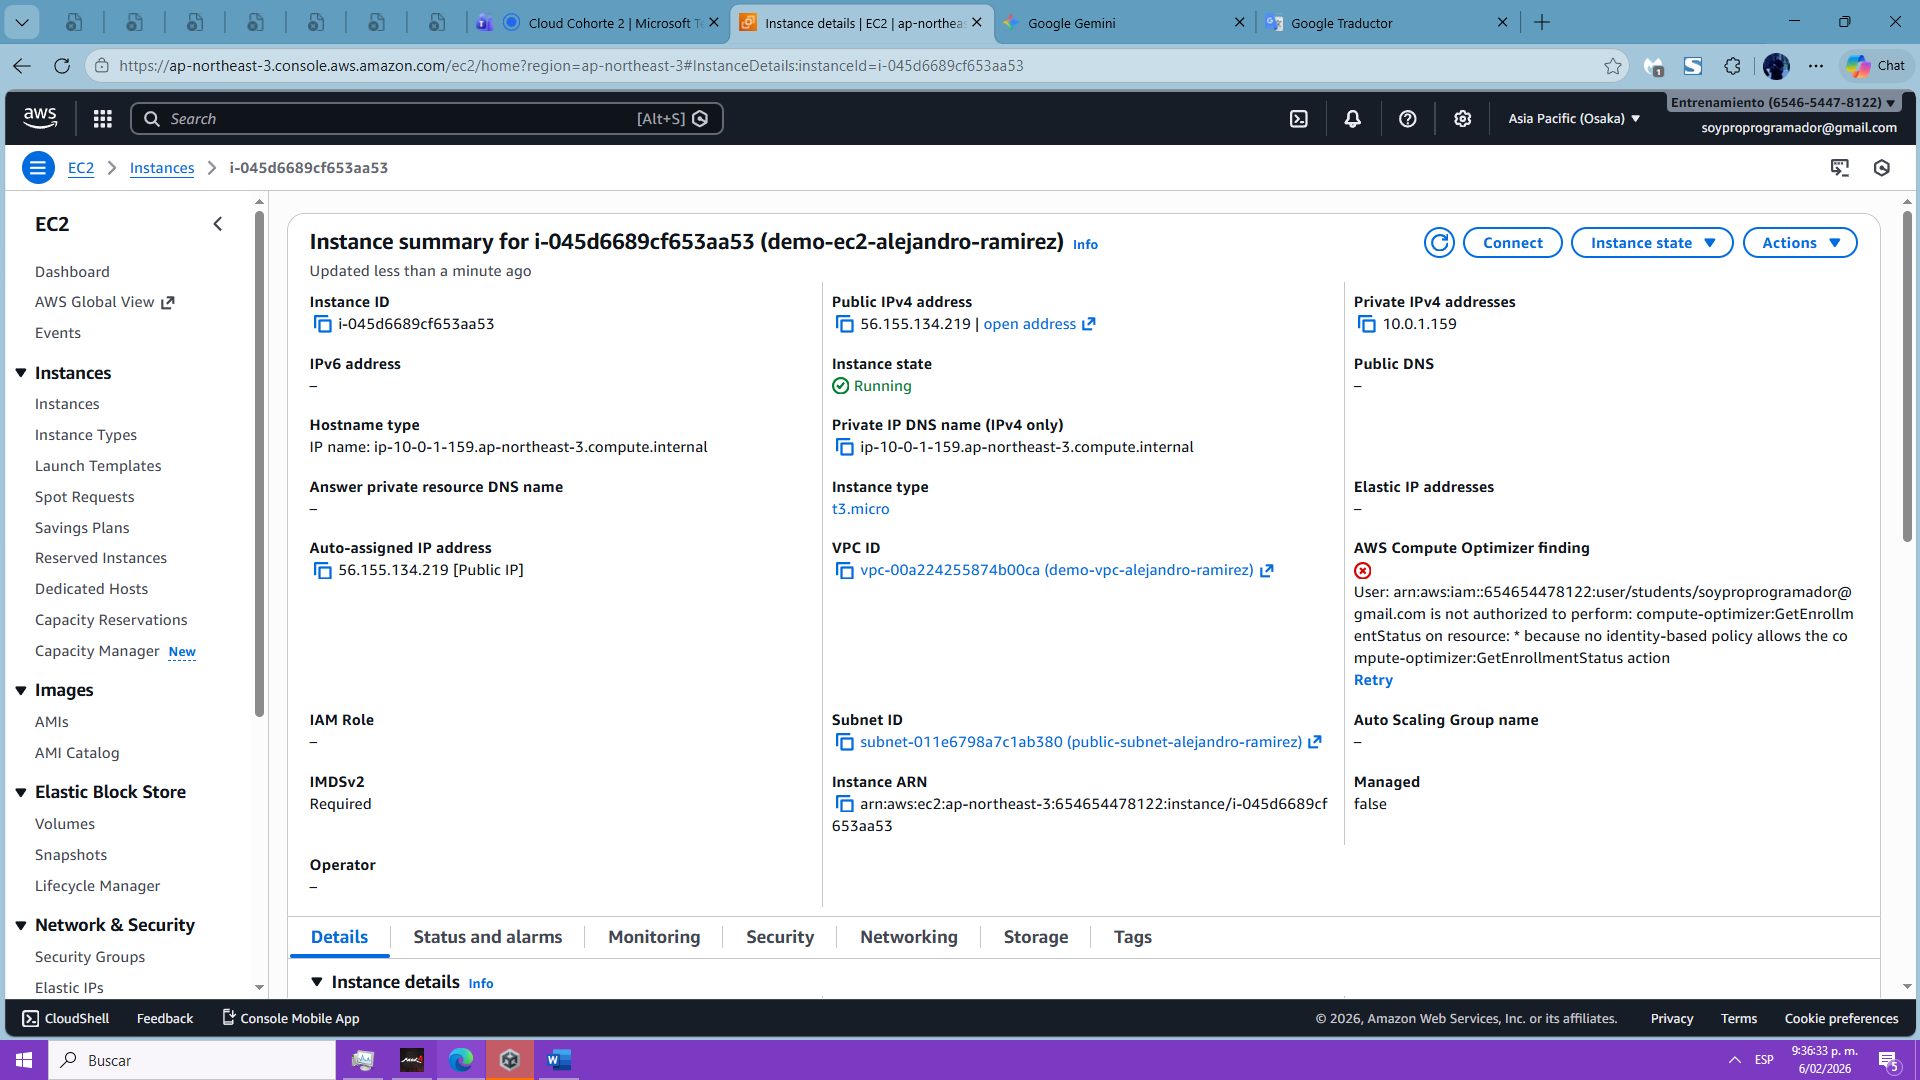 Cloud Cohorte 2 | Microsoft Te
Instance details | EC2 | ap-northeas
Google Gemini
Google Traductor
https://ap-northeast-3.console.aws.amazon.com/ec2/home?region=ap-northeast-3#InstanceDetails:instanceId=i-045d6689cf653aa53
1
Chat
aws
Search
[Alt+S]
Asia Pacific (Osaka)
Entrenamiento (6546-5447-8122)
soyproprogramador@gmail.com
EC2
Instances
i-045d6689cf653aa53
EC2
Dashboard
AWS Global View
Events
Instances
Instances
Instance Types
Launch Templates
Spot Requests
Savings Plans
Reserved Instances
Dedicated Hosts
Capacity Reservations
Capacity Manager New
Images
AMIs
AMI Catalog
Elastic Block Store
Volumes
Snapshots
Lifecycle Manager
Network & Security
Security Groups
Elastic IPs
Instance summary for i-045d6689cf653aa53 (demo-ec2-alejandro-ramirez) Info
Updated less than a minute ago
Connect
Instance state
Actions
Instance ID
i-045d6689cf653aa53
Public IPv4 address
56.155.134.219 | open address
Private IPv4 addresses
10.0.1.159
IPv6 address
–
Instance state
Running
Public DNS
–
Hostname type
IP name: ip-10-0-1-159.ap-northeast-3.compute.internal
Private IP DNS name (IPv4 only)
ip-10-0-1-159.ap-northeast-3.compute.internal
Answer private resource DNS name
–
Instance type
t3.micro
Elastic IP addresses
–
Auto-assigned IP address
56.155.134.219 [Public IP]
VPC ID
vpc-00a224255874b00ca (demo-vpc-alejandro-ramirez)
AWS Compute Optimizer finding
User: arn:aws:iam::654654478122:user/students/soyproprogramador@
gmail.com is not authorized to perform: compute-optimizer:GetEnrollm
entStatus on resource: * because no identity-based policy allows the co
mpute-optimizer:GetEnrollmentStatus action
Retry
IAM Role
–
Subnet ID
subnet-011e6798a7c1ab380 (public-subnet-alejandro-ramirez)
Auto Scaling Group name
–
IMDSv2
Required
Instance ARN
arn:aws:ec2:ap-northeast-3:654654478122:instance/i-045d6689cf
653aa53
Managed
false
Operator
–
Details
Status and alarms
Monitoring
Security
Networking
Storage
Tags
Instance details Info
CloudShell
Feedback
Console Mobile App
© 2026, Amazon Web Services, Inc. or its affiliates.
Privacy
Terms
Cookie preferences
Buscar
ESP
9:36:33 p. m.
6/02/2026
5